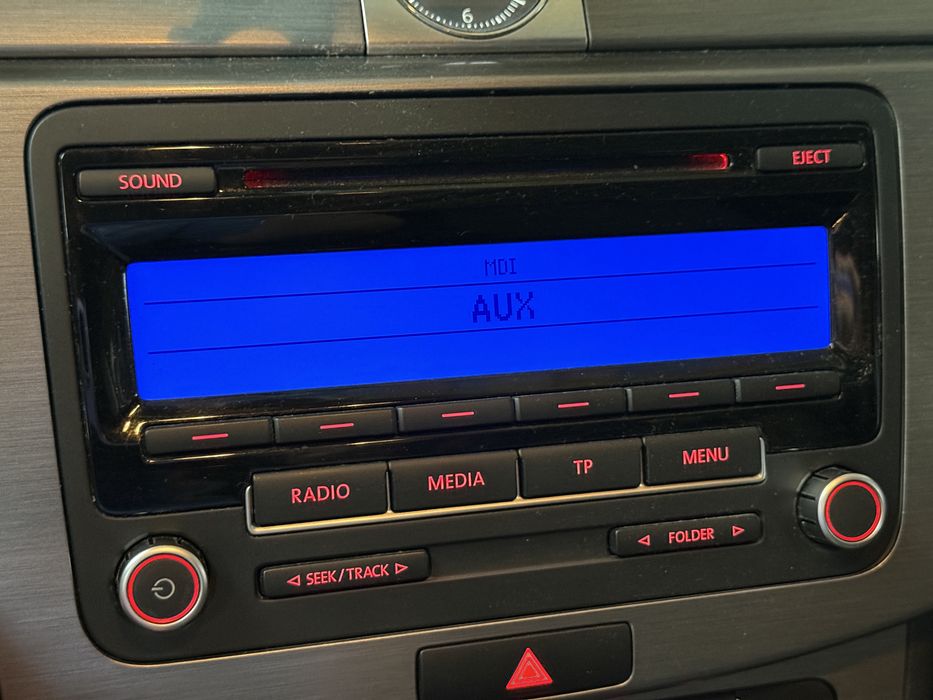 6
SOUND
EJECT
MDI
AUX
RADIO
MEDIA
TP
MENU
SEEK/TRACK
FOLDER